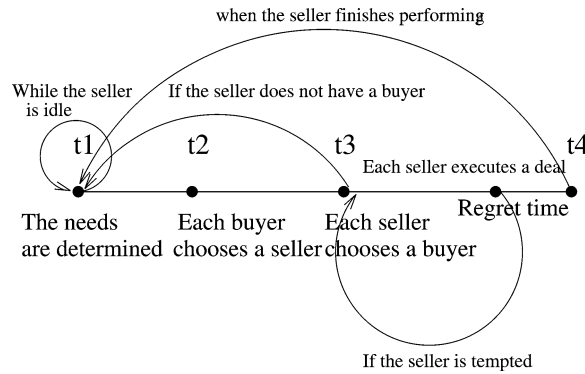 when the seller finishes performing
While the seller
is idle
If the seller does not have a buyer
t1
t2
t3
t4
Each seller executes a deal
Regret time
The needs
are determined
Each buyer
chooses a seller
Each seller
chooses a buyer
If the seller is tempted